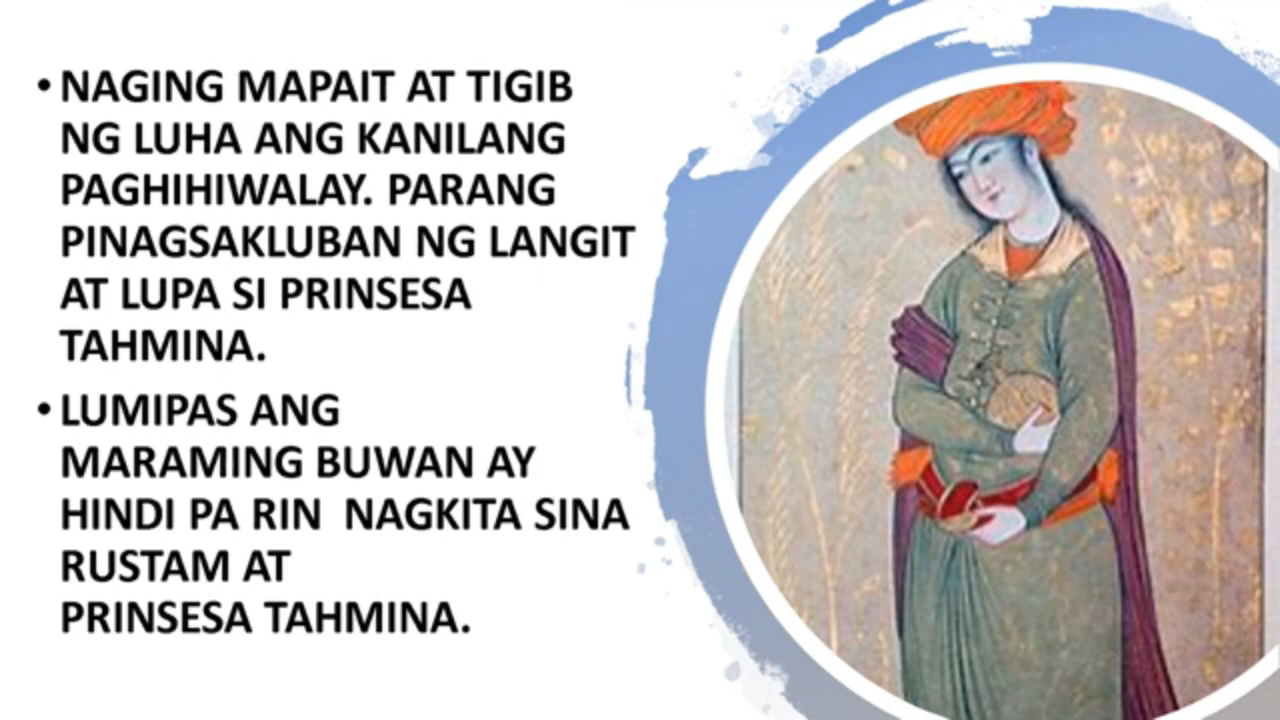 • NAGING MAPAIT AT TIGIB
NG LUHA ANG KANILANG
PAGHIHIWALAY. PARANG
PINAGSAKLUBAN NG LANGIT
AT LUPA SI PRINSESA
TAHMINA.
• LUMIPAS ANG
MARAMING BUWAN AY
HINDI PA RIN NAGKITA SINA
RUSTAM AT
PRINSESA TAHMINA.